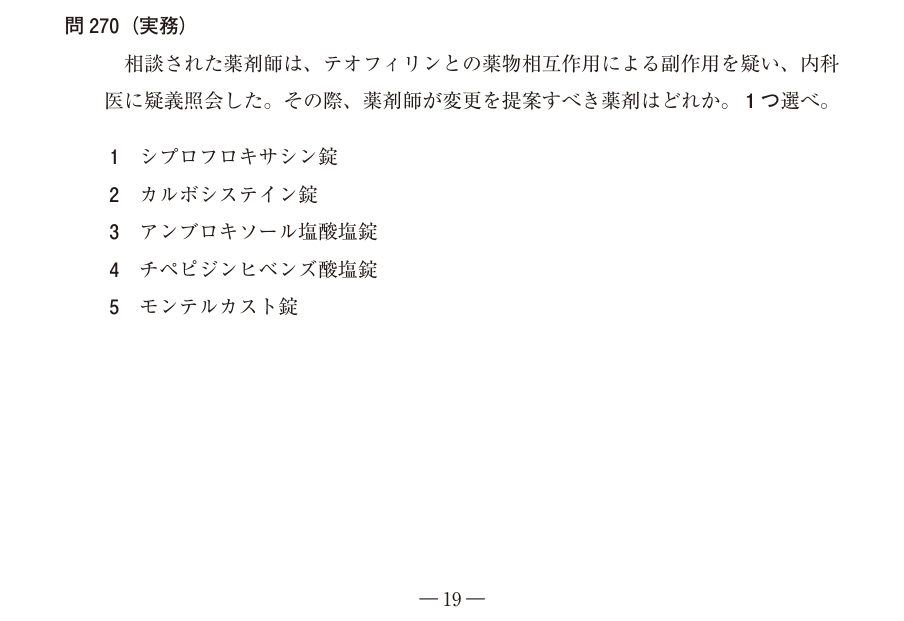 問 270（実務）
相談された薬剤師は、テオフィリンとの薬物相互作用による副作用を疑い、内科
医に疑義照会した。その際、薬剤師が変更を提案すべき薬剤はどれか。1つ選べ。
1 シプロフロキサシン錠
2 カルボシステイン錠
3 アンブロキソール塩酸塩錠
4 チペピジンヒベンズ酸塩錠
5 モンテルカスト錠
— 19 —